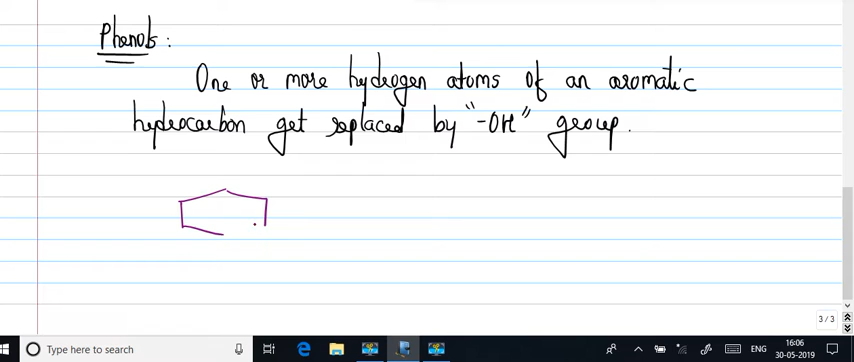 Phenols :
One or more hydrogen atoms of an aromatic
hydrocarbon get replaced by "-OH" group.
3 / 3
Type here to search
ENG
16:06
30-05-2019